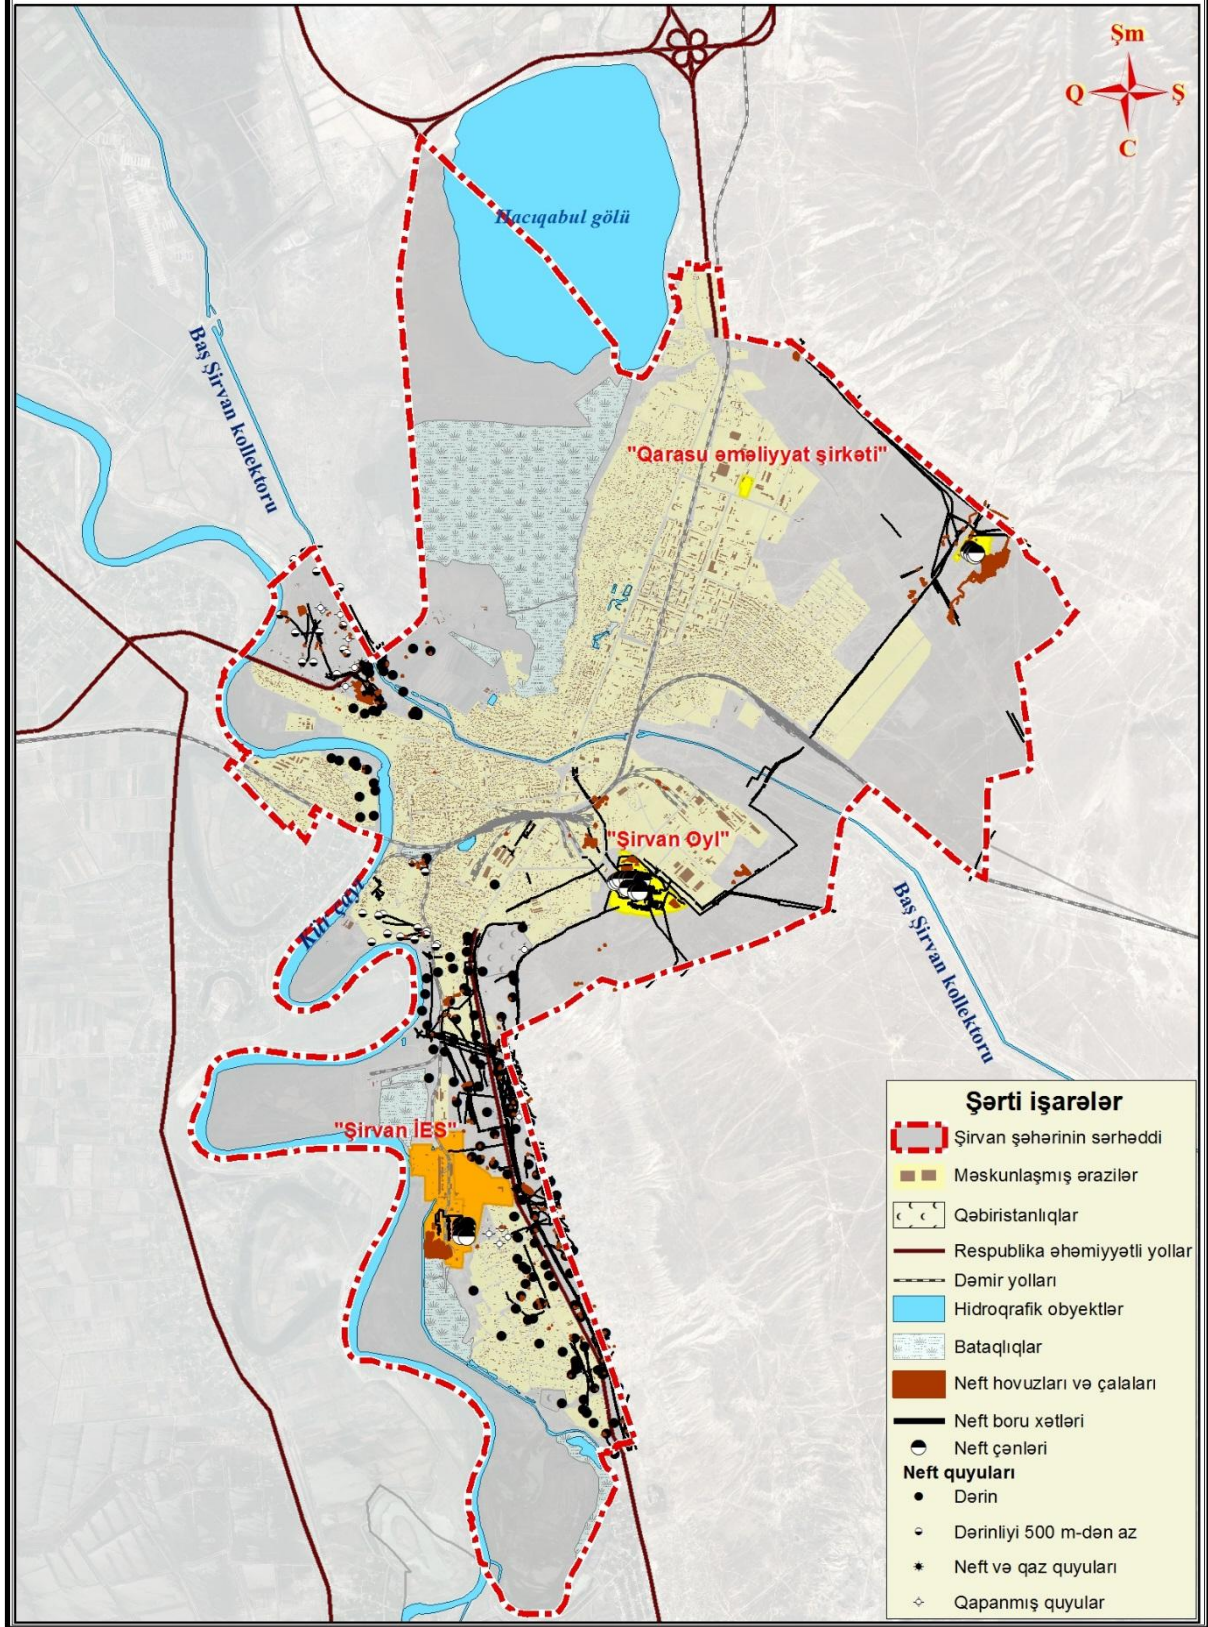 Şm
Q
Ş
C
Hacıqabul gölü
Baş Şirvan kollektoru
"Qarasu əməliyyat şirkəti"
"Şirvan Oyl"
Kür çayı
Baş Şirvan kollektoru
"Şirvan İES"
Şərti işarələr
Şirvan şəhərinin sərhəddi
Məskunlaşmış ərazilər
Qəbiristanlıqlar
Respublika əhəmiyyətli yollar
Dəmir yolları
Hidroqrafik obyektlər
Bataqlıqlar
Neft hovuzları və çalaları
Neft boru xətləri
Neft çənləri
Neft quyuları
Dərin
Dərinliyi 500 m-dən az
Neft və qaz quyuları
Qapanmış quyular